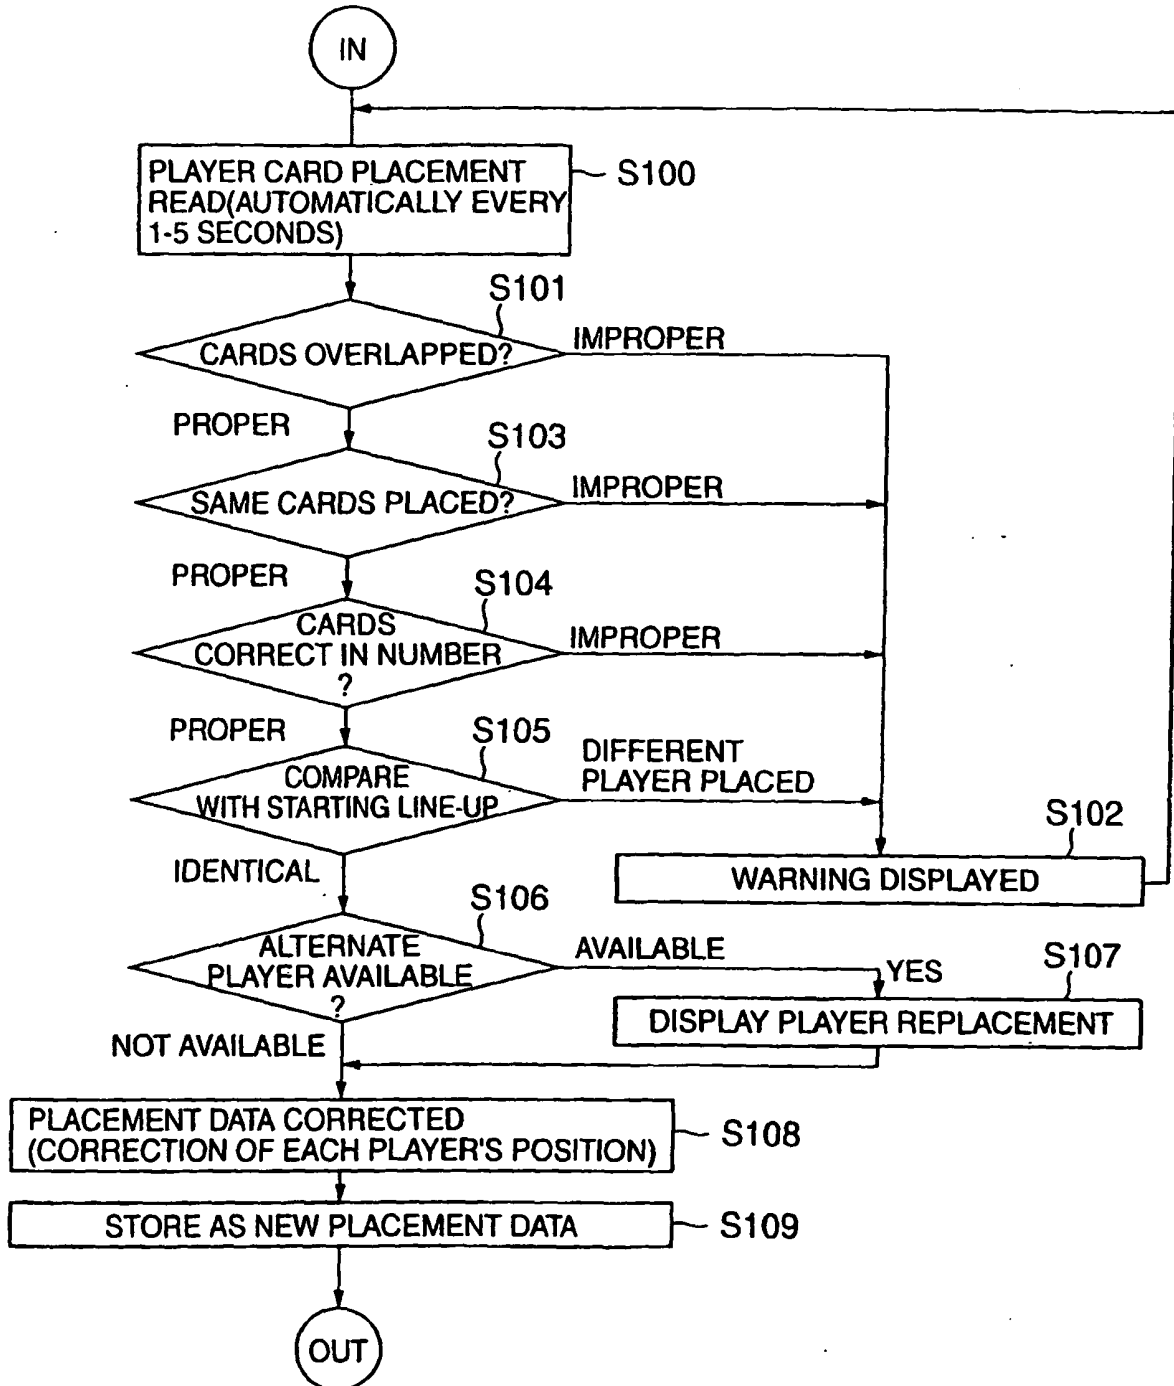 IN
PLAYER CARD PLACEMENT
READ(AUTOMATICALLY EVERY
1-5 SECONDS)
S100
S101
CARDS OVERLAPPED?
IMPROPER
PROPER
S103
SAME CARDS PLACED?
IMPROPER
PROPER
S104
CARDS
CORRECT IN NUMBER
?
IMPROPER
PROPER
S105
COMPARE
WITH STARTING LINE-UP
DIFFERENT
PLAYER PLACED
S102
WARNING DISPLAYED
IDENTICAL
S106
ALTERNATE
PLAYER AVAILABLE
?
AVAILABLE
YES
S107
DISPLAY PLAYER REPLACEMENT
NOT AVAILABLE
PLACEMENT DATA CORRECTED
(CORRECTION OF EACH PLAYER'S POSITION)
S108
STORE AS NEW PLACEMENT DATA
S109
OUT